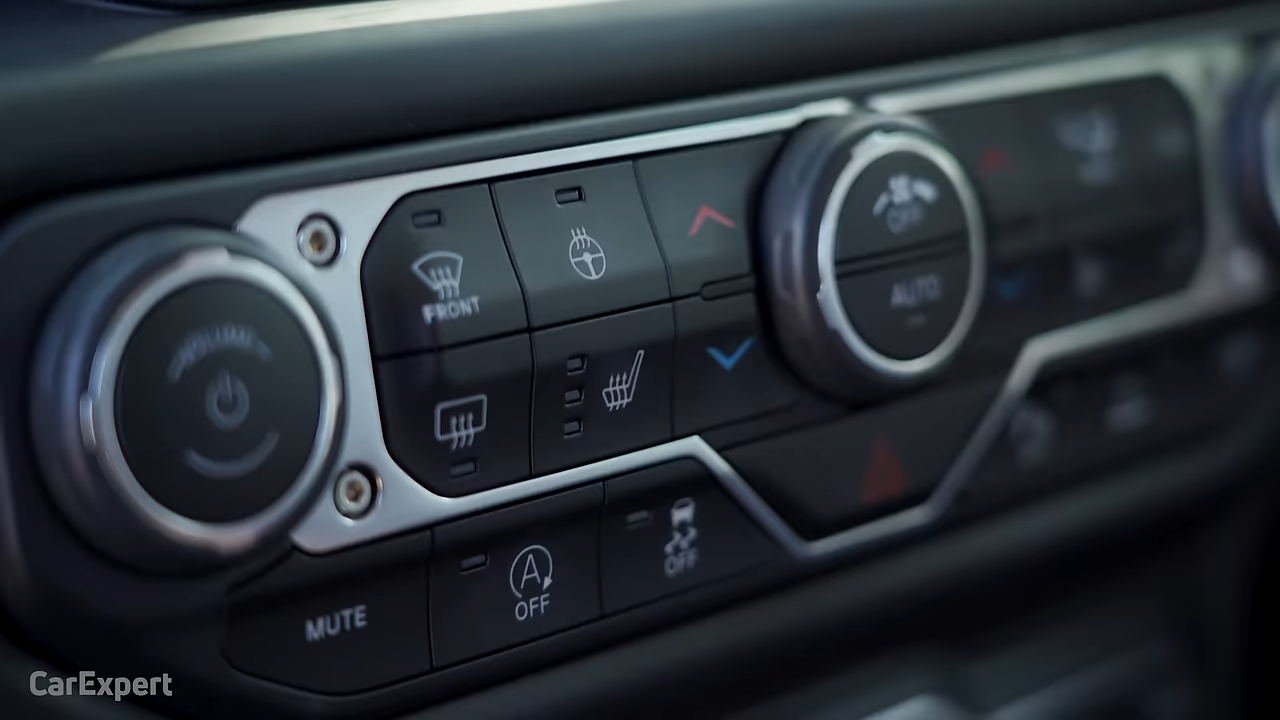 VOLUME
FRONT
OFF
AUTO
MUTE
A
OFF
OFF
CarExpert